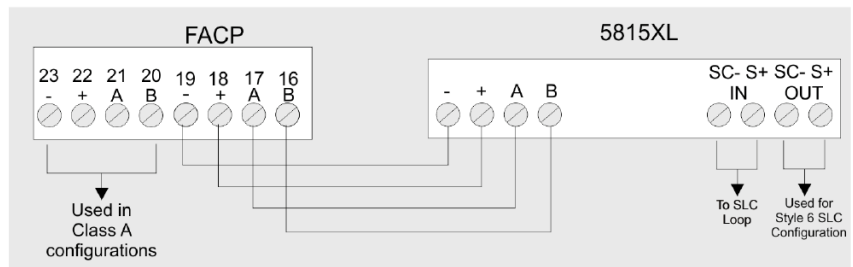 FACP
5815XL
23 22 21 20 19 18 17 16
- + A B - + A B
- + A B
SC- S+ SC- S+
IN OUT
Used in
Class A
configurations
To SLC
Loop
Used for
Style 6 SLC
Configuration